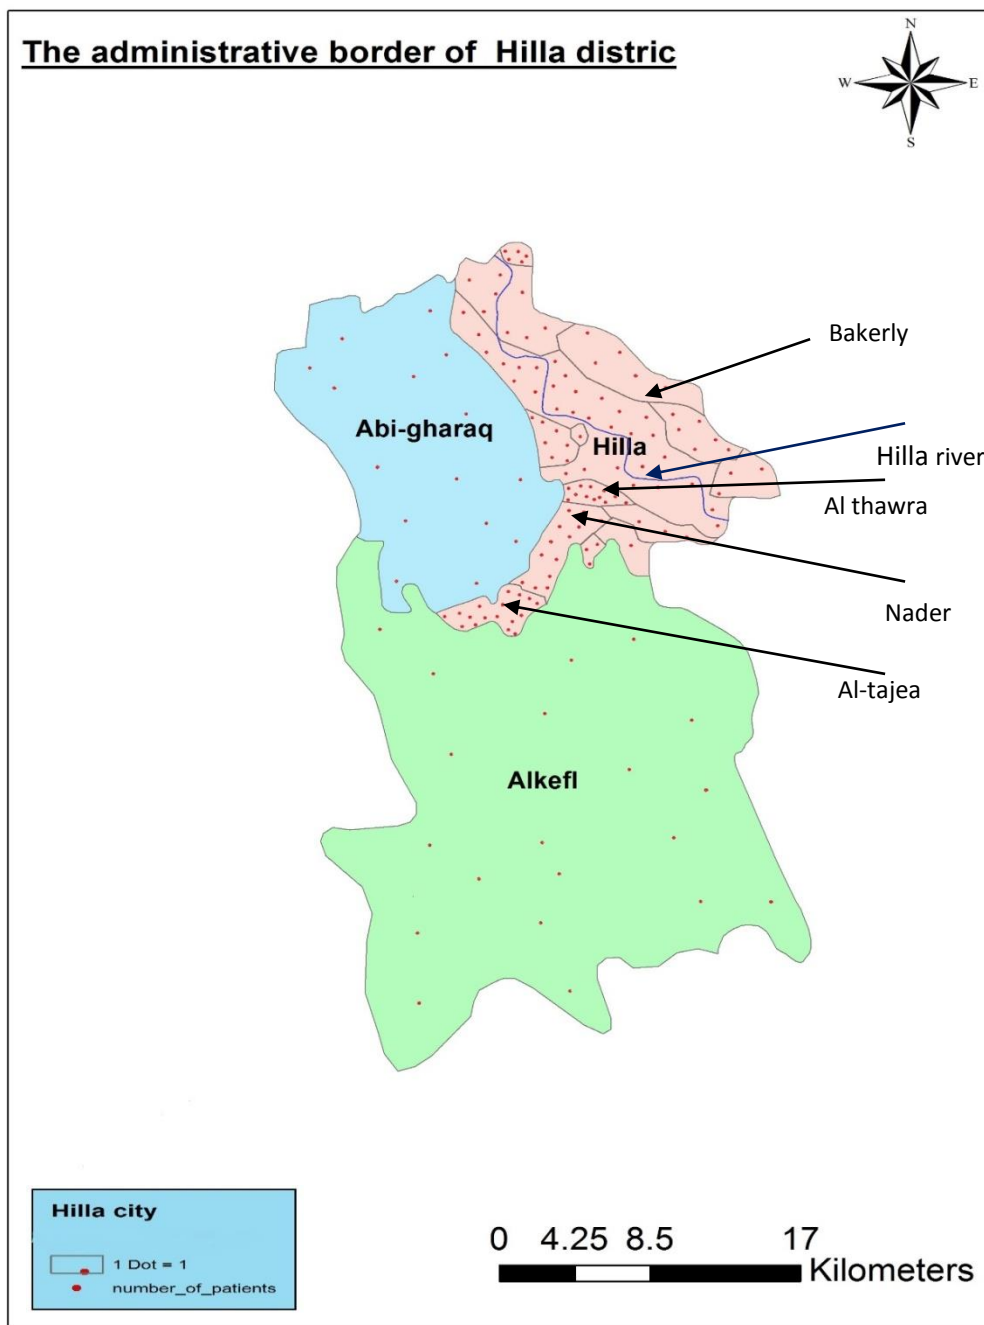 The administrative border of  Hilla distric
N
W
E
S
Bakerly
Abi-gharaq
Hilla
Hilla river
Al thawra
Nader
Al-tajea
Alkefl
Hilla city
1 Dot = 1
number_of_patients
0 4.25 8.5 17
Kilometers